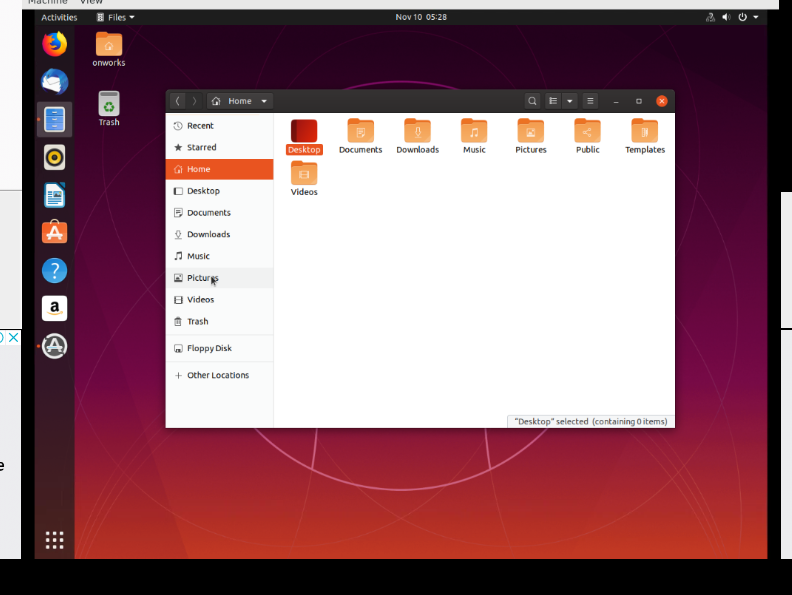 Machine View
Activities Files Nov 10 05:28
onworks
Trash
Home
Recent
Starred
Home
Desktop
Documents
Downloads
Music
Pictures
Videos
Trash
Floppy Disk
+ Other Locations
Desktop Documents Downloads Music Pictures Public Templates
Videos
"Desktop" selected (containing 0 items)
a
?
e